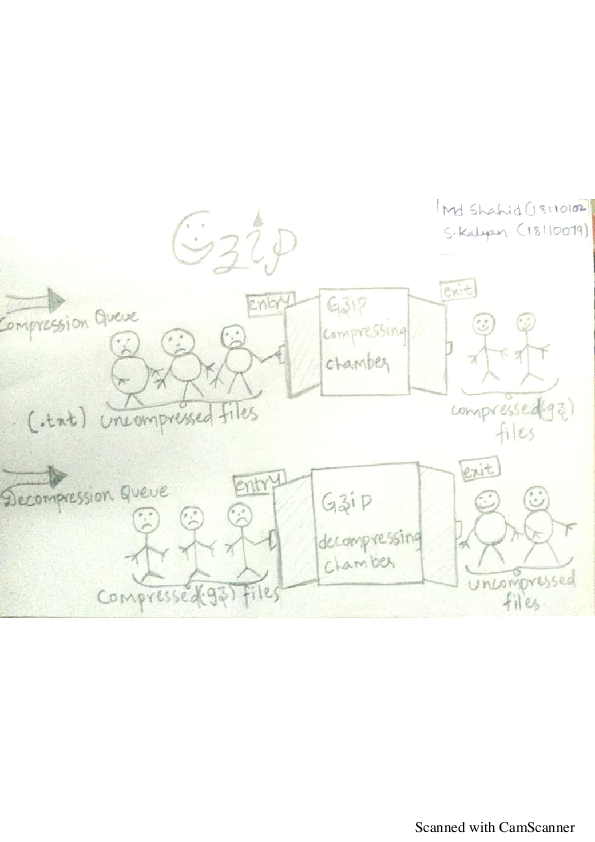 Md Shahid (18110102)
S. Kalyan (18110079)
Gzip
Compression Queue
entry
Gzip
compressing
chamber
exit
(.txt) uncompressed files
compressed(gz)
files
Decompression Queue
entry
Gzip
decompressing
chamber
exit
compressed(gz) files
uncompressed
files
Scanned with CamScanner